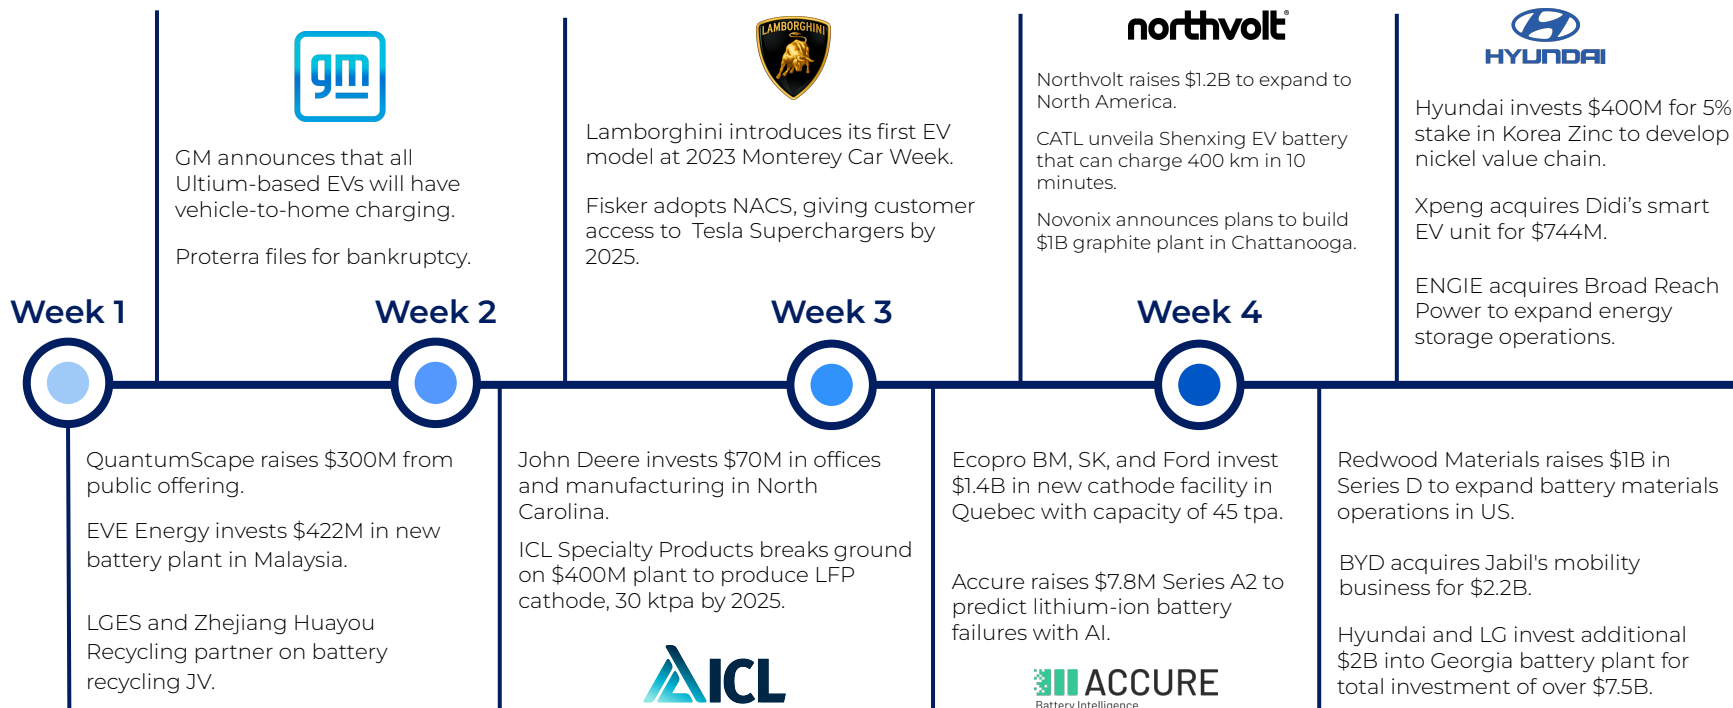 gm
GM announces that all
Ultium-based EVs will have
vehicle-to-home charging.
Proterra files for bankruptcy.
LAMBORGHINI
Lamborghini introduces its first EV
model at 2023 Monterey Car Week.
Fisker adopts NACS, giving customer
access to Tesla Superchargers by
2025.
northvolt®
Northvolt raises $1.2B to expand to
North America.
CATL unveila Shenxing EV battery
that can charge 400 km in 10
minutes.
Novonix announces plans to build
$1B graphite plant in Chattanooga.
HYUNDAI
Hyundai invests $400M for 5%
stake in Korea Zinc to develop
nickel value chain.
Xpeng acquires Didi’s smart
EV unit for $744M.
ENGIE acquires Broad Reach
Power to expand energy
storage operations.
Week 1
Week 2
Week 3
Week 4
QuantumScape raises $300M from
public offering.
EVE Energy invests $422M in new
battery plant in Malaysia.
LGES and Zhejiang Huayou
Recycling partner on battery
recycling JV.
John Deere invests $70M in offices
and manufacturing in North
Carolina.
ICL Specialty Products breaks ground
on $400M plant to produce LFP
cathode, 30 ktpa by 2025.
ICL
Ecopro BM, SK, and Ford invest
$1.4B in new cathode facility in
Quebec with capacity of 45 tpa.
Accure raises $7.8M Series A2 to
predict lithium-ion battery
failures with AI.
ACCURE
Battery Intelligence
Redwood Materials raises $1B in
Series D to expand battery materials
operations in US.
BYD acquires Jabil's mobility
business for $2.2B.
Hyundai and LG invest additional
$2B into Georgia battery plant for
total investment of over $7.5B.